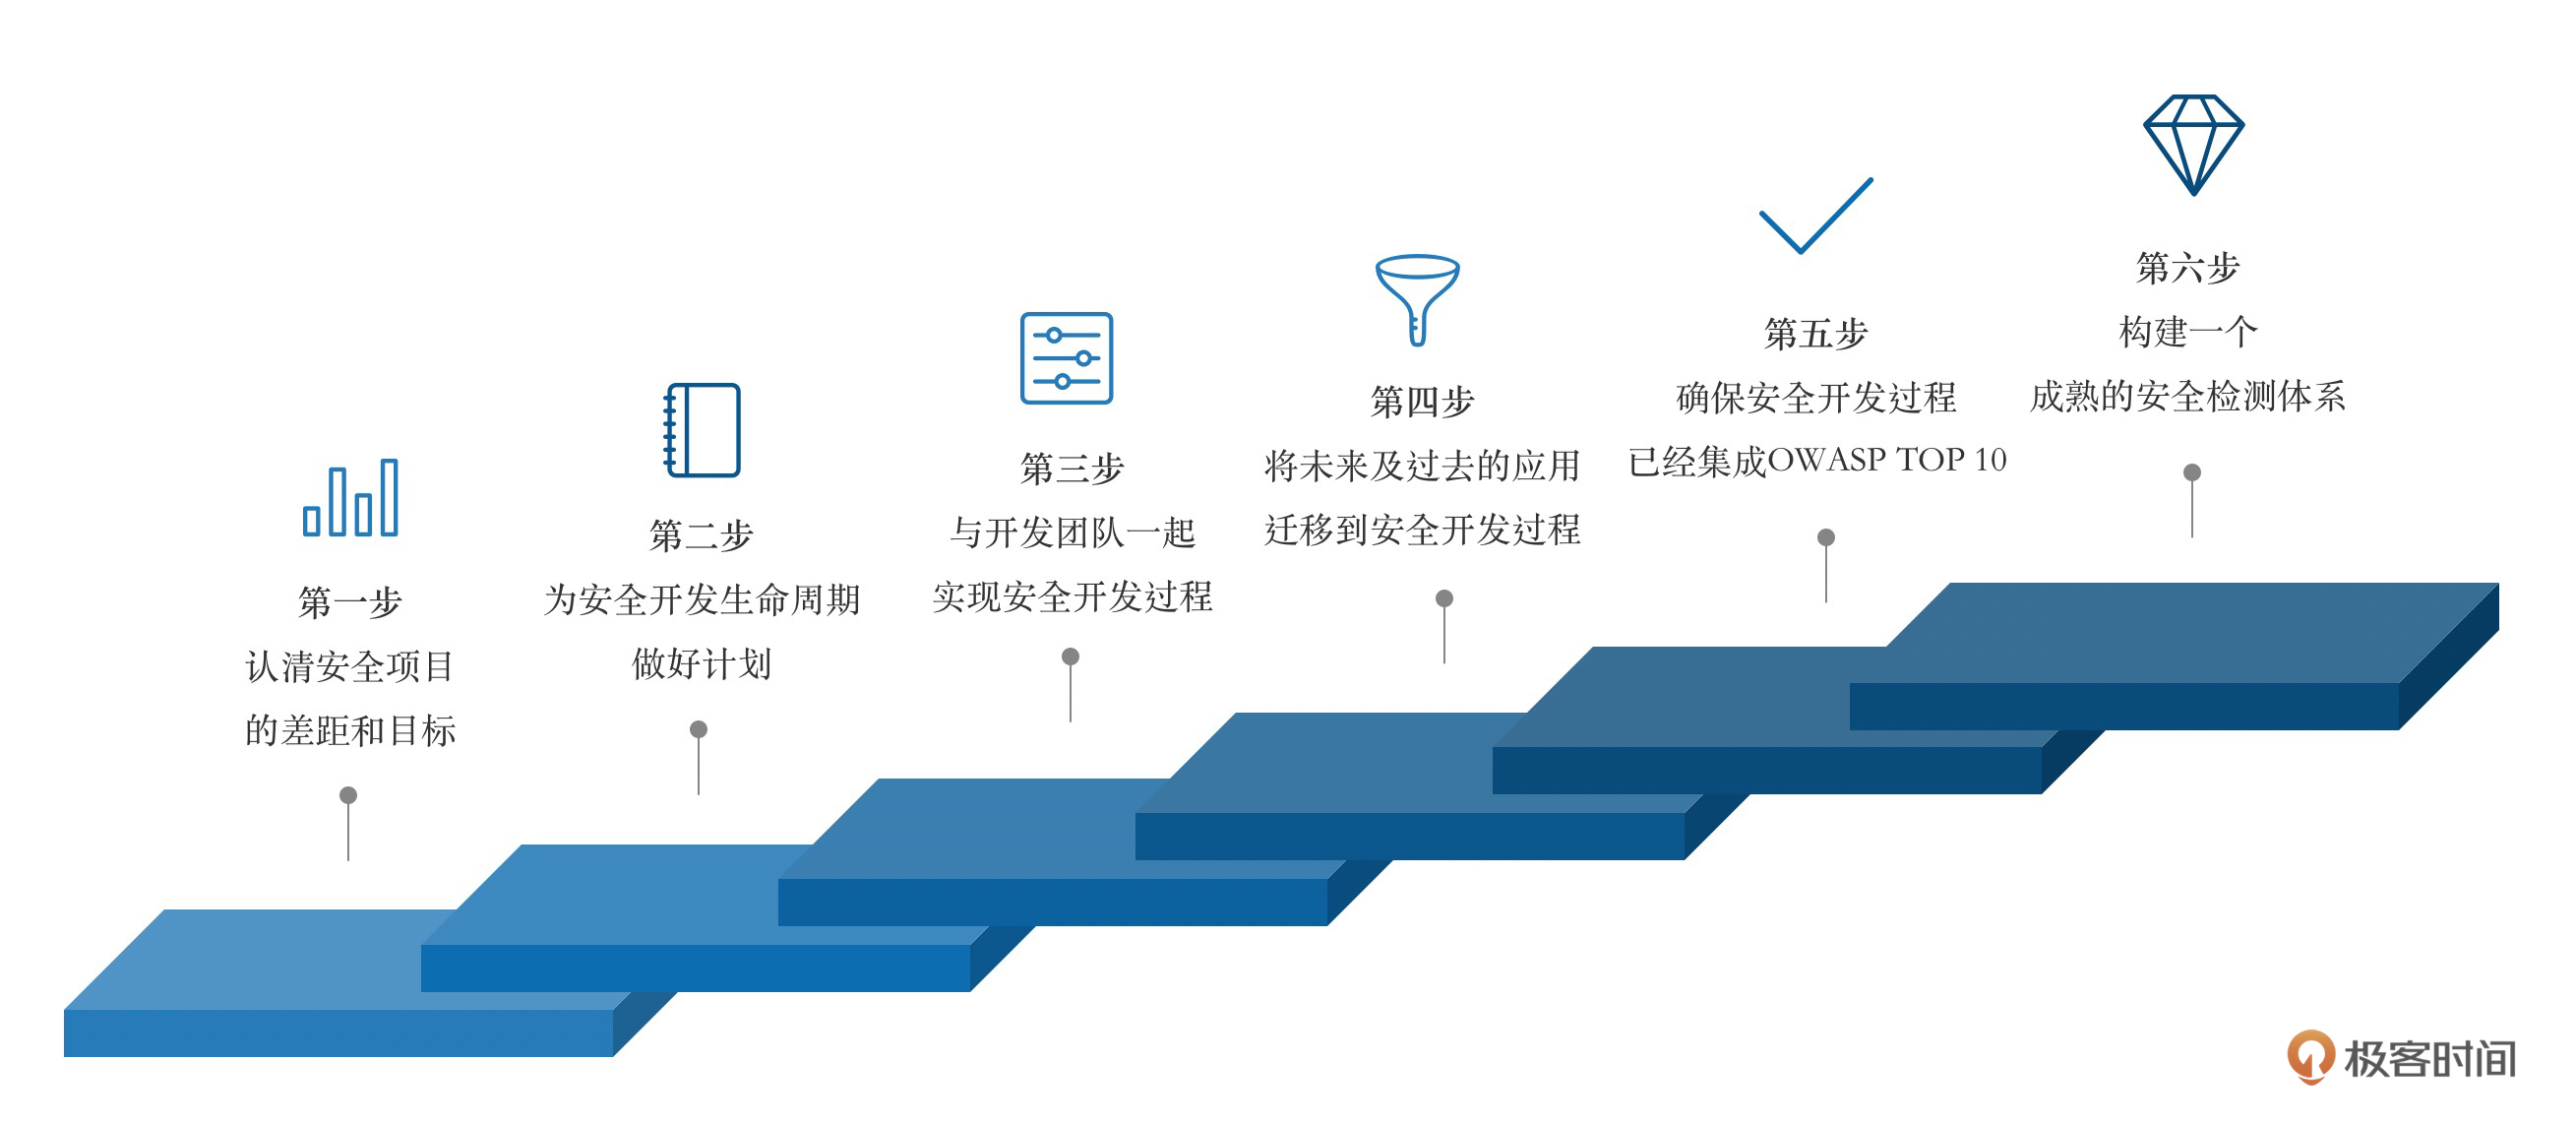 第一步
认清安全项目
的差距和目标
第二步
为安全开发生命周期
做好计划
第三步
与开发团队一起
实现安全开发过程
第四步
将未来及过去的应用
迁移到安全开发过程
第五步
确保安全开发过程
已经集成OWASP TOP 10
第六步
构建一个
成熟的安全检测体系
极客时间